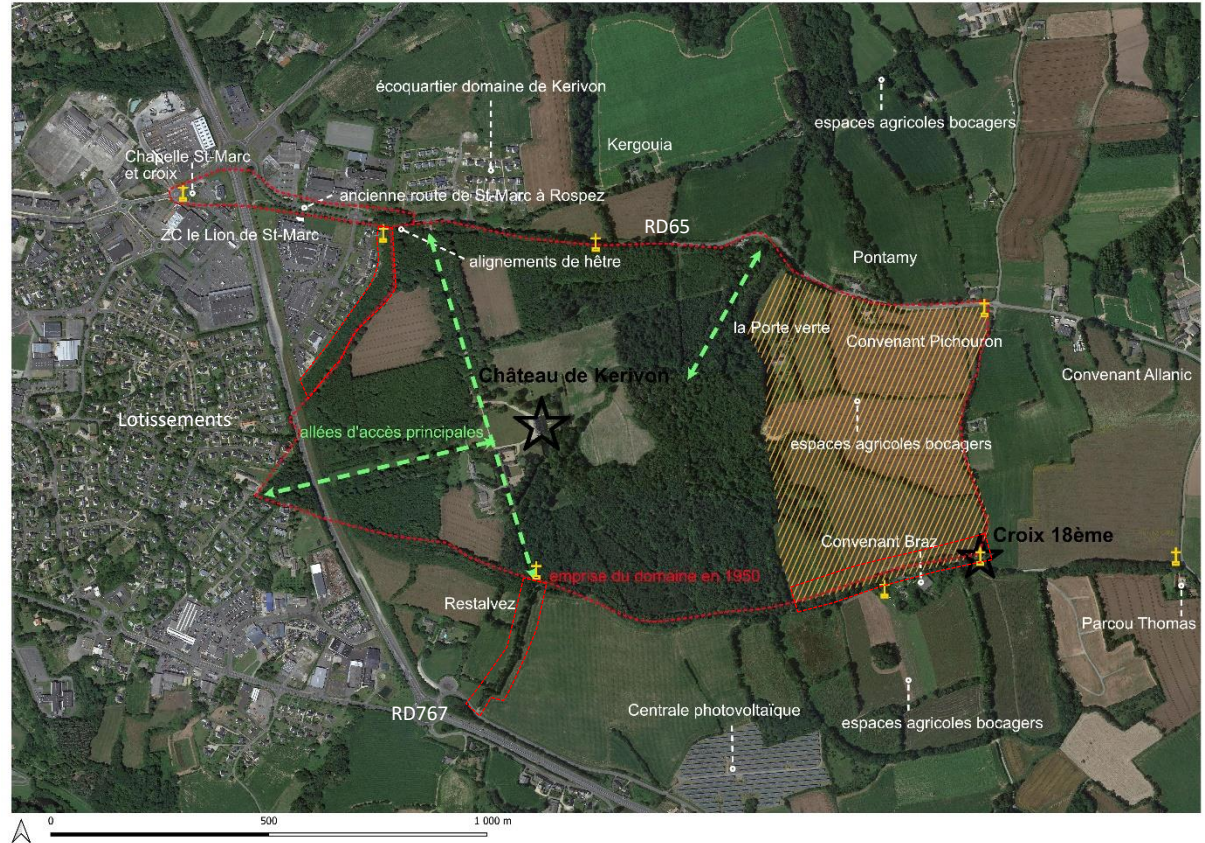 écoquartier domaine de Kerivon
espaces agricoles bocagers
Kergouia
Chapelle St-Marc
et croix
ancienne route de St-Marc à Rospez
ZC le Lion de St-Marc
RD65
alignements de hêtre
Pontamy
la Porte verte
Convenant Pichouron
Convenant Allanic
Château de Kerivon
Lotissements
allées d'accès principales
espaces agricoles bocagers
Convenant Braz
Croix 18ème
emprise du domaine en 1950
Restalvez
Parcou Thomas
RD767
Centrale photovoltaïque
espaces agricoles bocagers
0 500 1 000 m